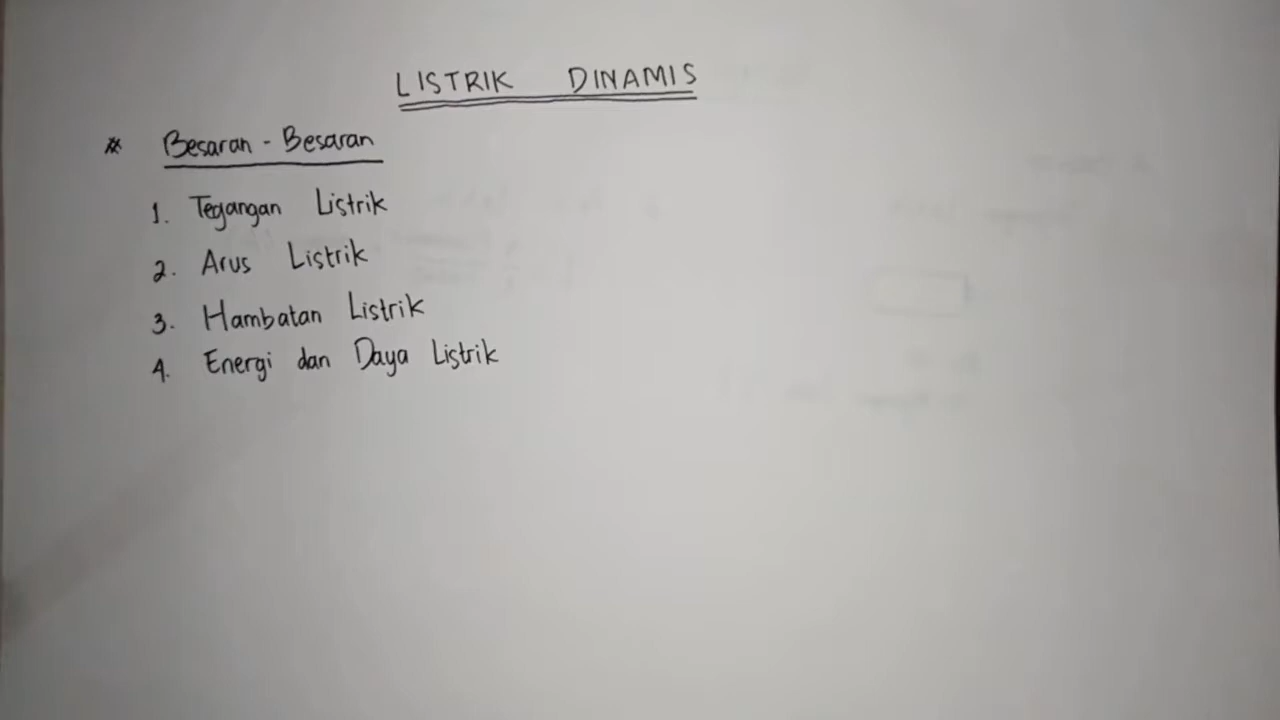 LISTRIK DINAMIS
* Besaran - Besaran
1. Tegangan Listrik
2. Arus Listrik
3. Hambatan Listrik
4. Energi dan Daya Listrik